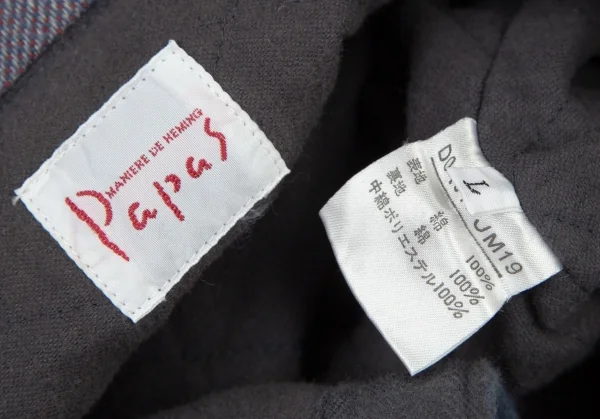 MANIERE DE HEMING
Papas
L
JM19
表地 綿 100%
裏地 綿 100%
中綿ポリエステル100%